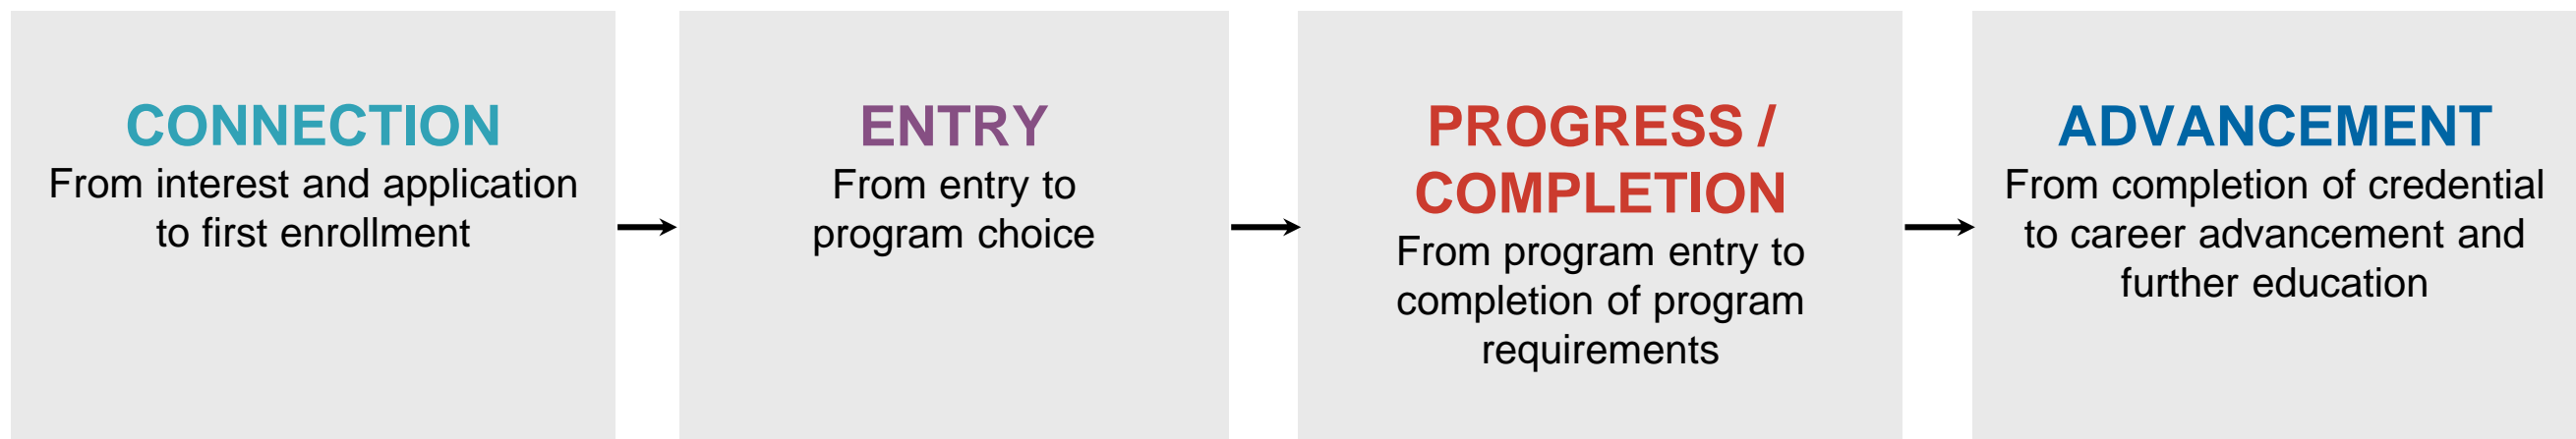 CONNECTION
From interest and application
to first enrollment
ENTRY
From entry to
program choice
PROGRESS /
COMPLETION
From program entry to
completion of program
requirements
ADVANCEMENT
From completion of credential
to career advancement and
further education